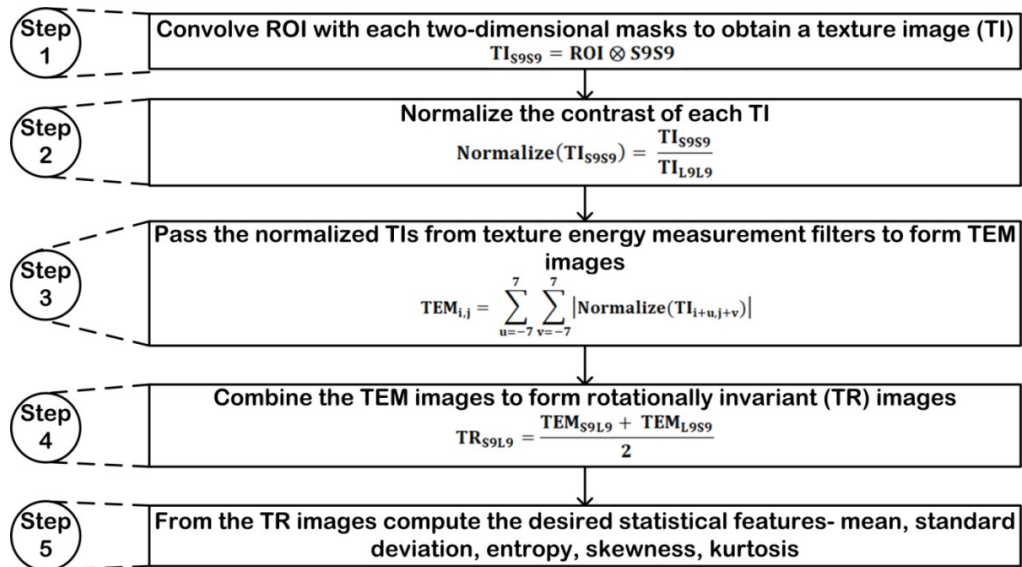 Step
1
Convolve ROI with each two-dimensional masks to obtain a texture image (TI)
TI_S9S9 = ROI ⊗ S9S9
Step
2
Normalize the contrast of each TI
Normalize(TI_S9S9) = TI_S9S9 / TI_L9L9
Step
3
Pass the normalized TIs from texture energy measurement filters to form TEM
images
TEM_i,j = ∑_{u=−7}^{7} ∑_{v=−7}^{7} |Normalize(TI_{i+u,j+v})|
Step
4
Combine the TEM images to form rotationally invariant (TR) images
TR_S9L9 = (TEM_S9L9 + TEM_L9S9) / 2
Step
5
From the TR images compute the desired statistical features- mean, standard
deviation, entropy, skewness, kurtosis